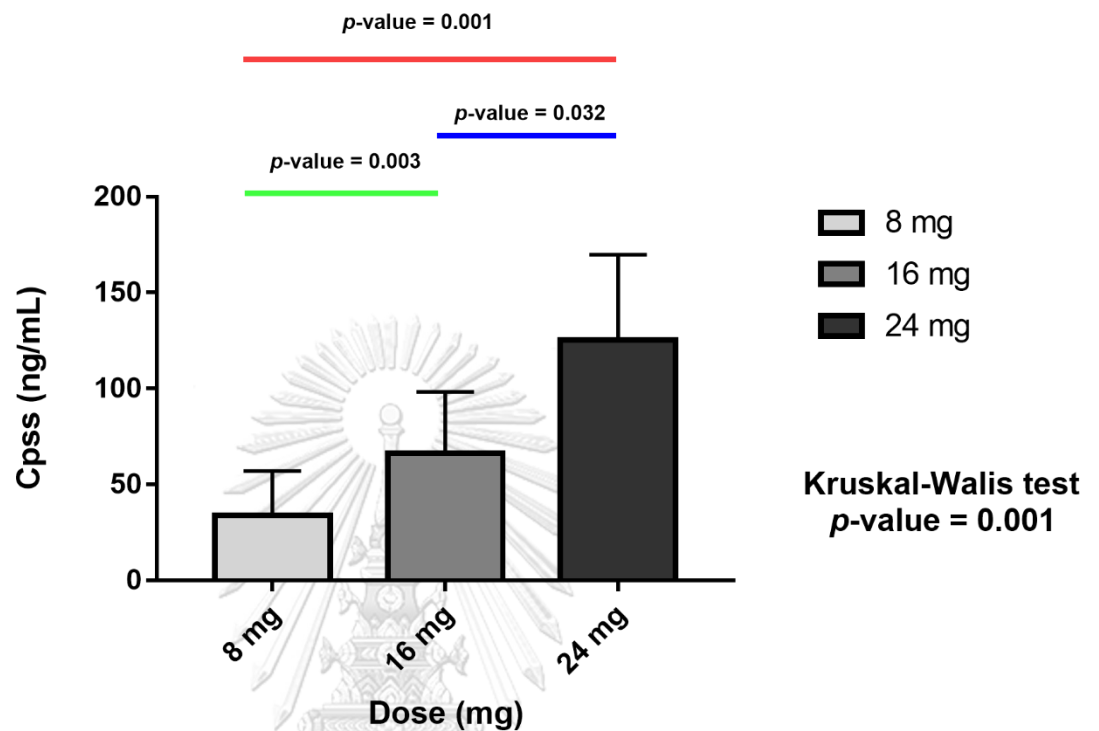 p-value = 0.001
p-value = 0.032
p-value = 0.003
200
150
100
50
0
Cpss (ng/mL)
8 mg
16 mg
24 mg
Dose (mg)
8 mg
16 mg
24 mg
Kruskal-Walis test
p-value = 0.001